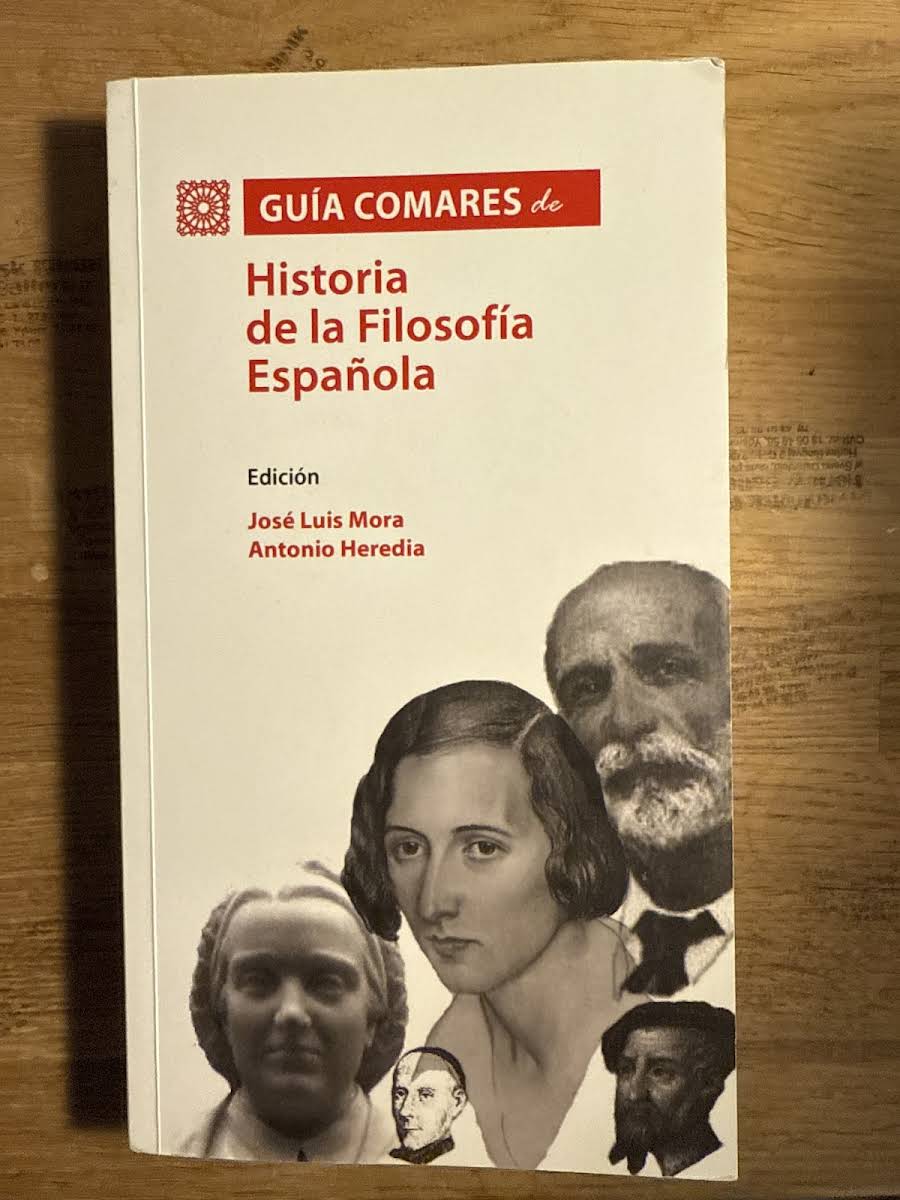 GUÍA COMARES de
Historia
de la Filosofía
Española
Edición
José Luis Mora
Antonio Heredia